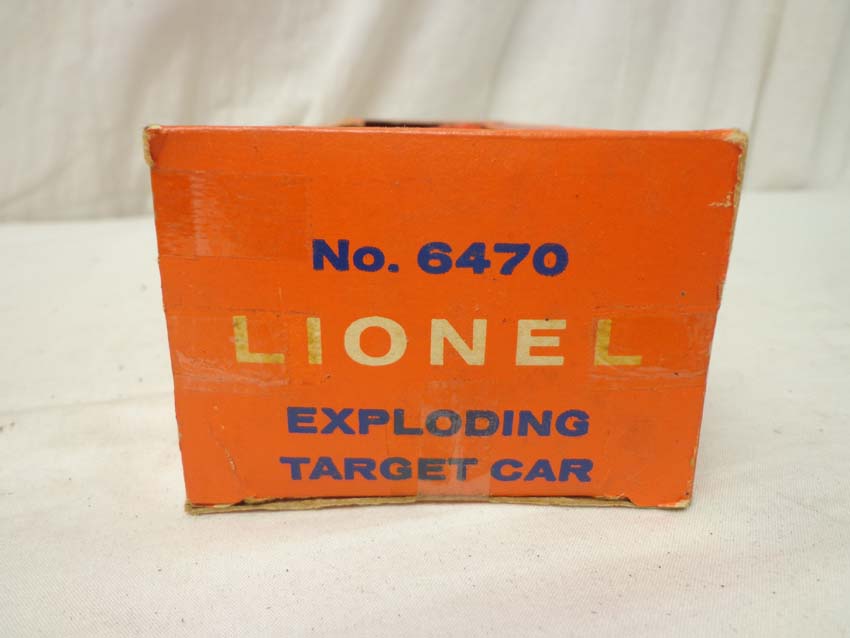 No. 6470
LIONEL
EXPLODING
TARGET CAR